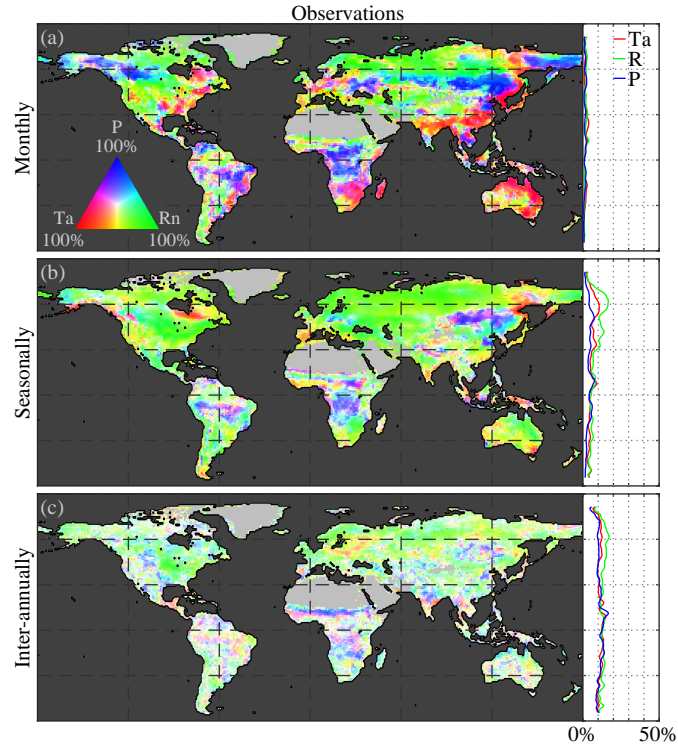 Observations
Monthly
(a)
Ta
R
P
P
100%
Ta
Rn
100%
100%
Seasonally
(b)
Inter-annually
(c)
0%
50%